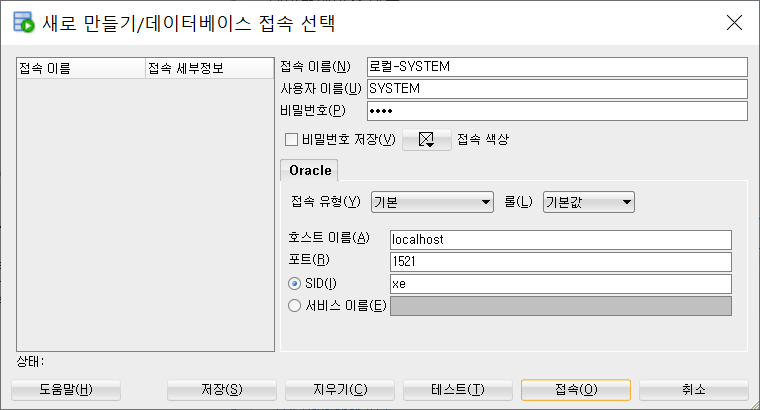 새로 만들기/데이터베이스 접속 선택
접속 이름 접속 세부정보
접속 이름(N) 로컬-SYSTEM
사용자 이름(U) SYSTEM
비밀번호(P) ••••
비밀번호 저장(V) 접속 색상
Oracle
접속 유형(Y) 기본 롤(L) 기본값
호스트 이름(A) localhost
포트(R) 1521
SID(I) xe
서비스 이름(E)
상태:
도움말(H) 저장(S) 지우기(C) 테스트(T) 접속(O) 취소